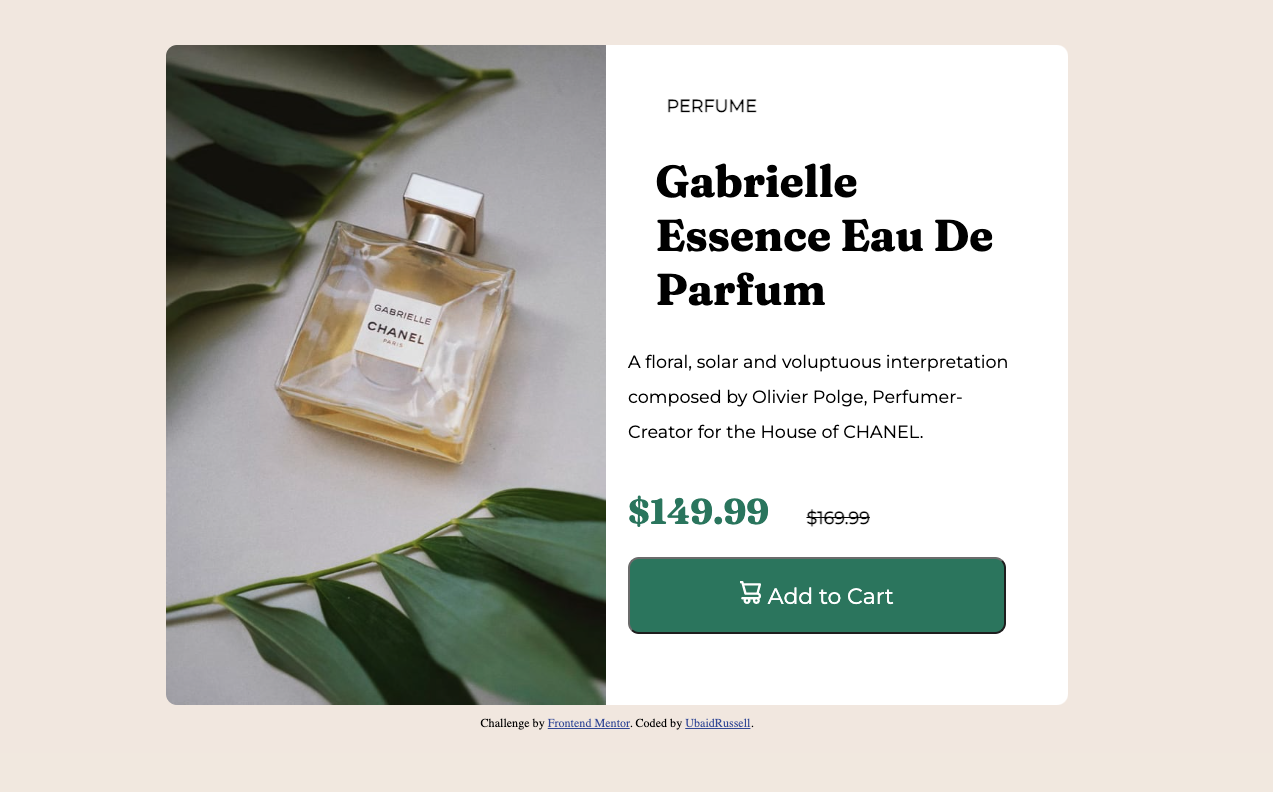 PERFUME
Gabrielle
Essence Eau De
Parfum
GABRIELLE
CHANEL
PARIS
A floral, solar and voluptuous interpretation
composed by Olivier Polge, Perfumer-
Creator for the House of CHANEL.
$149.99 $169.99
Add to Cart
Challenge by Frontend Mentor. Coded by UbaidRussell.